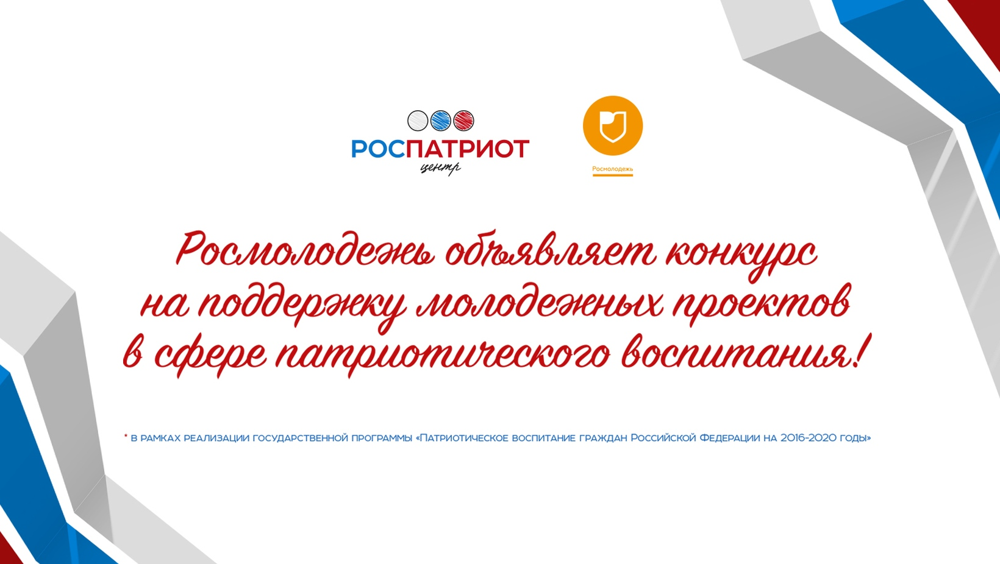 РОСПАТРИОТ
центр
Росмолодежь
Росмолодежь объявляет конкурс
на поддержку молодежных проектов
в сфере патриотического воспитания!
* в рамках реализации государственной программы «Патриотическое воспитание граждан Российской Федерации на 2016-2020 годы»